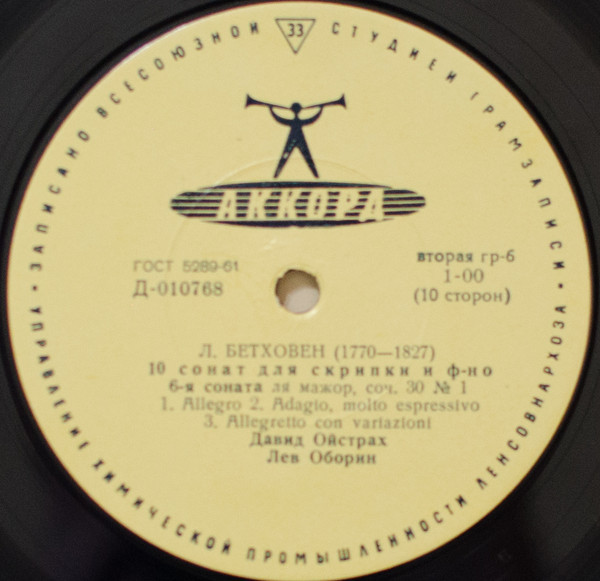 ЗАПИСАНО ВСЕСОЮЗНОЙ СТУДИЕЙ ГРАМЗАПИСИ
33
АККОРД
ГОСТ 5289-61
Д-010768
вторая гр-6
1-00
(10 сторон)
Л. БЕТХОВЕН (1770—1827)
10 сонат для скрипки и ф-но
6-я соната ля мажор, соч. 30 № 1
1. Allegro 2. Adagio, molto espressivo
3. Allegretto con variazioni
Давид Ойстрах
Лев Оборин
• УПРАВЛЕНИЕ ХИМИЧЕСКОЙ ПРОМЫШЛЕННОСТИ ЛЕНСОВНАРХОЗА •